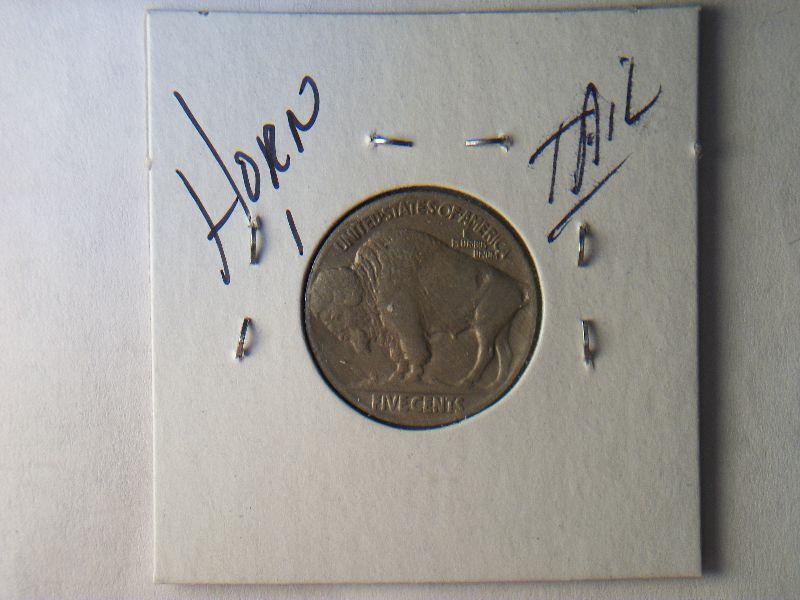 HORN
TAIL
UNITED STATES OF AMERICA
E PLURIBUS
UNUM
FIVE CENTS